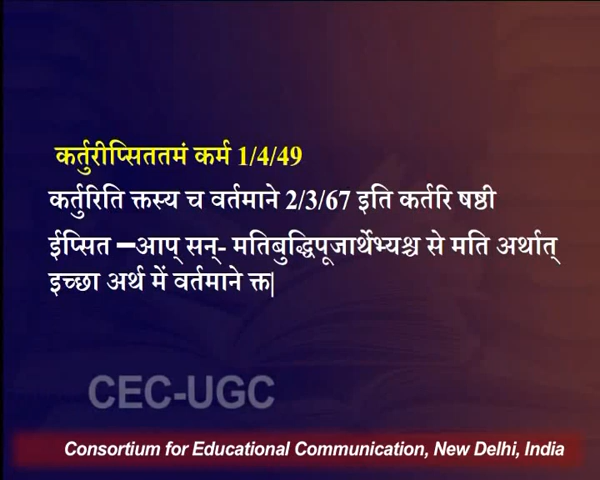 कर्तुरीप्सिततमं कर्म 1/4/49
कर्तुरिति क्तस्य च वर्तमाने 2/3/67 इति कर्तरि षष्ठी
ईप्सित –आप् सन्- मतिबुद्धिपूजार्थेभ्यश्च से मति अर्थात्
इच्छा अर्थ में वर्तमाने क्त|
CEC-UGC
Consortium for Educational Communication, New Delhi, India